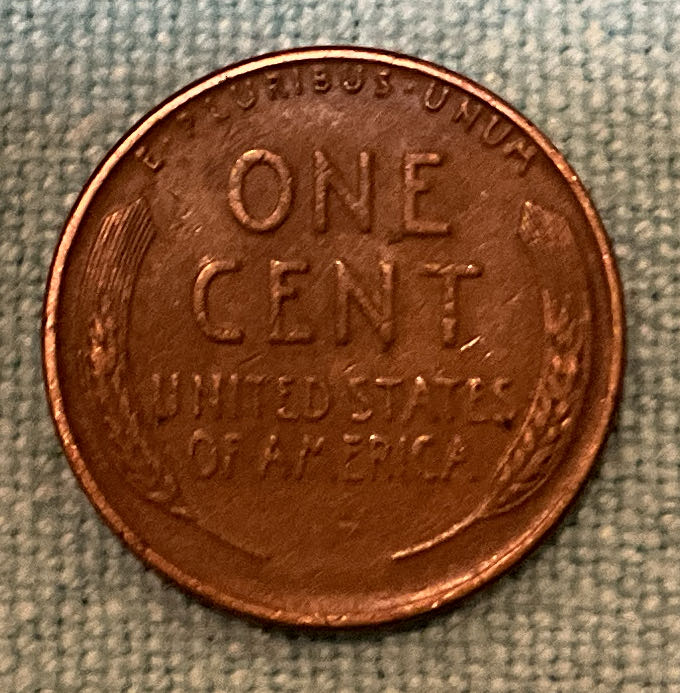 E·PLURIBUS·UNUM
ONE
CENT
UNITED STATES
OF AMERICA